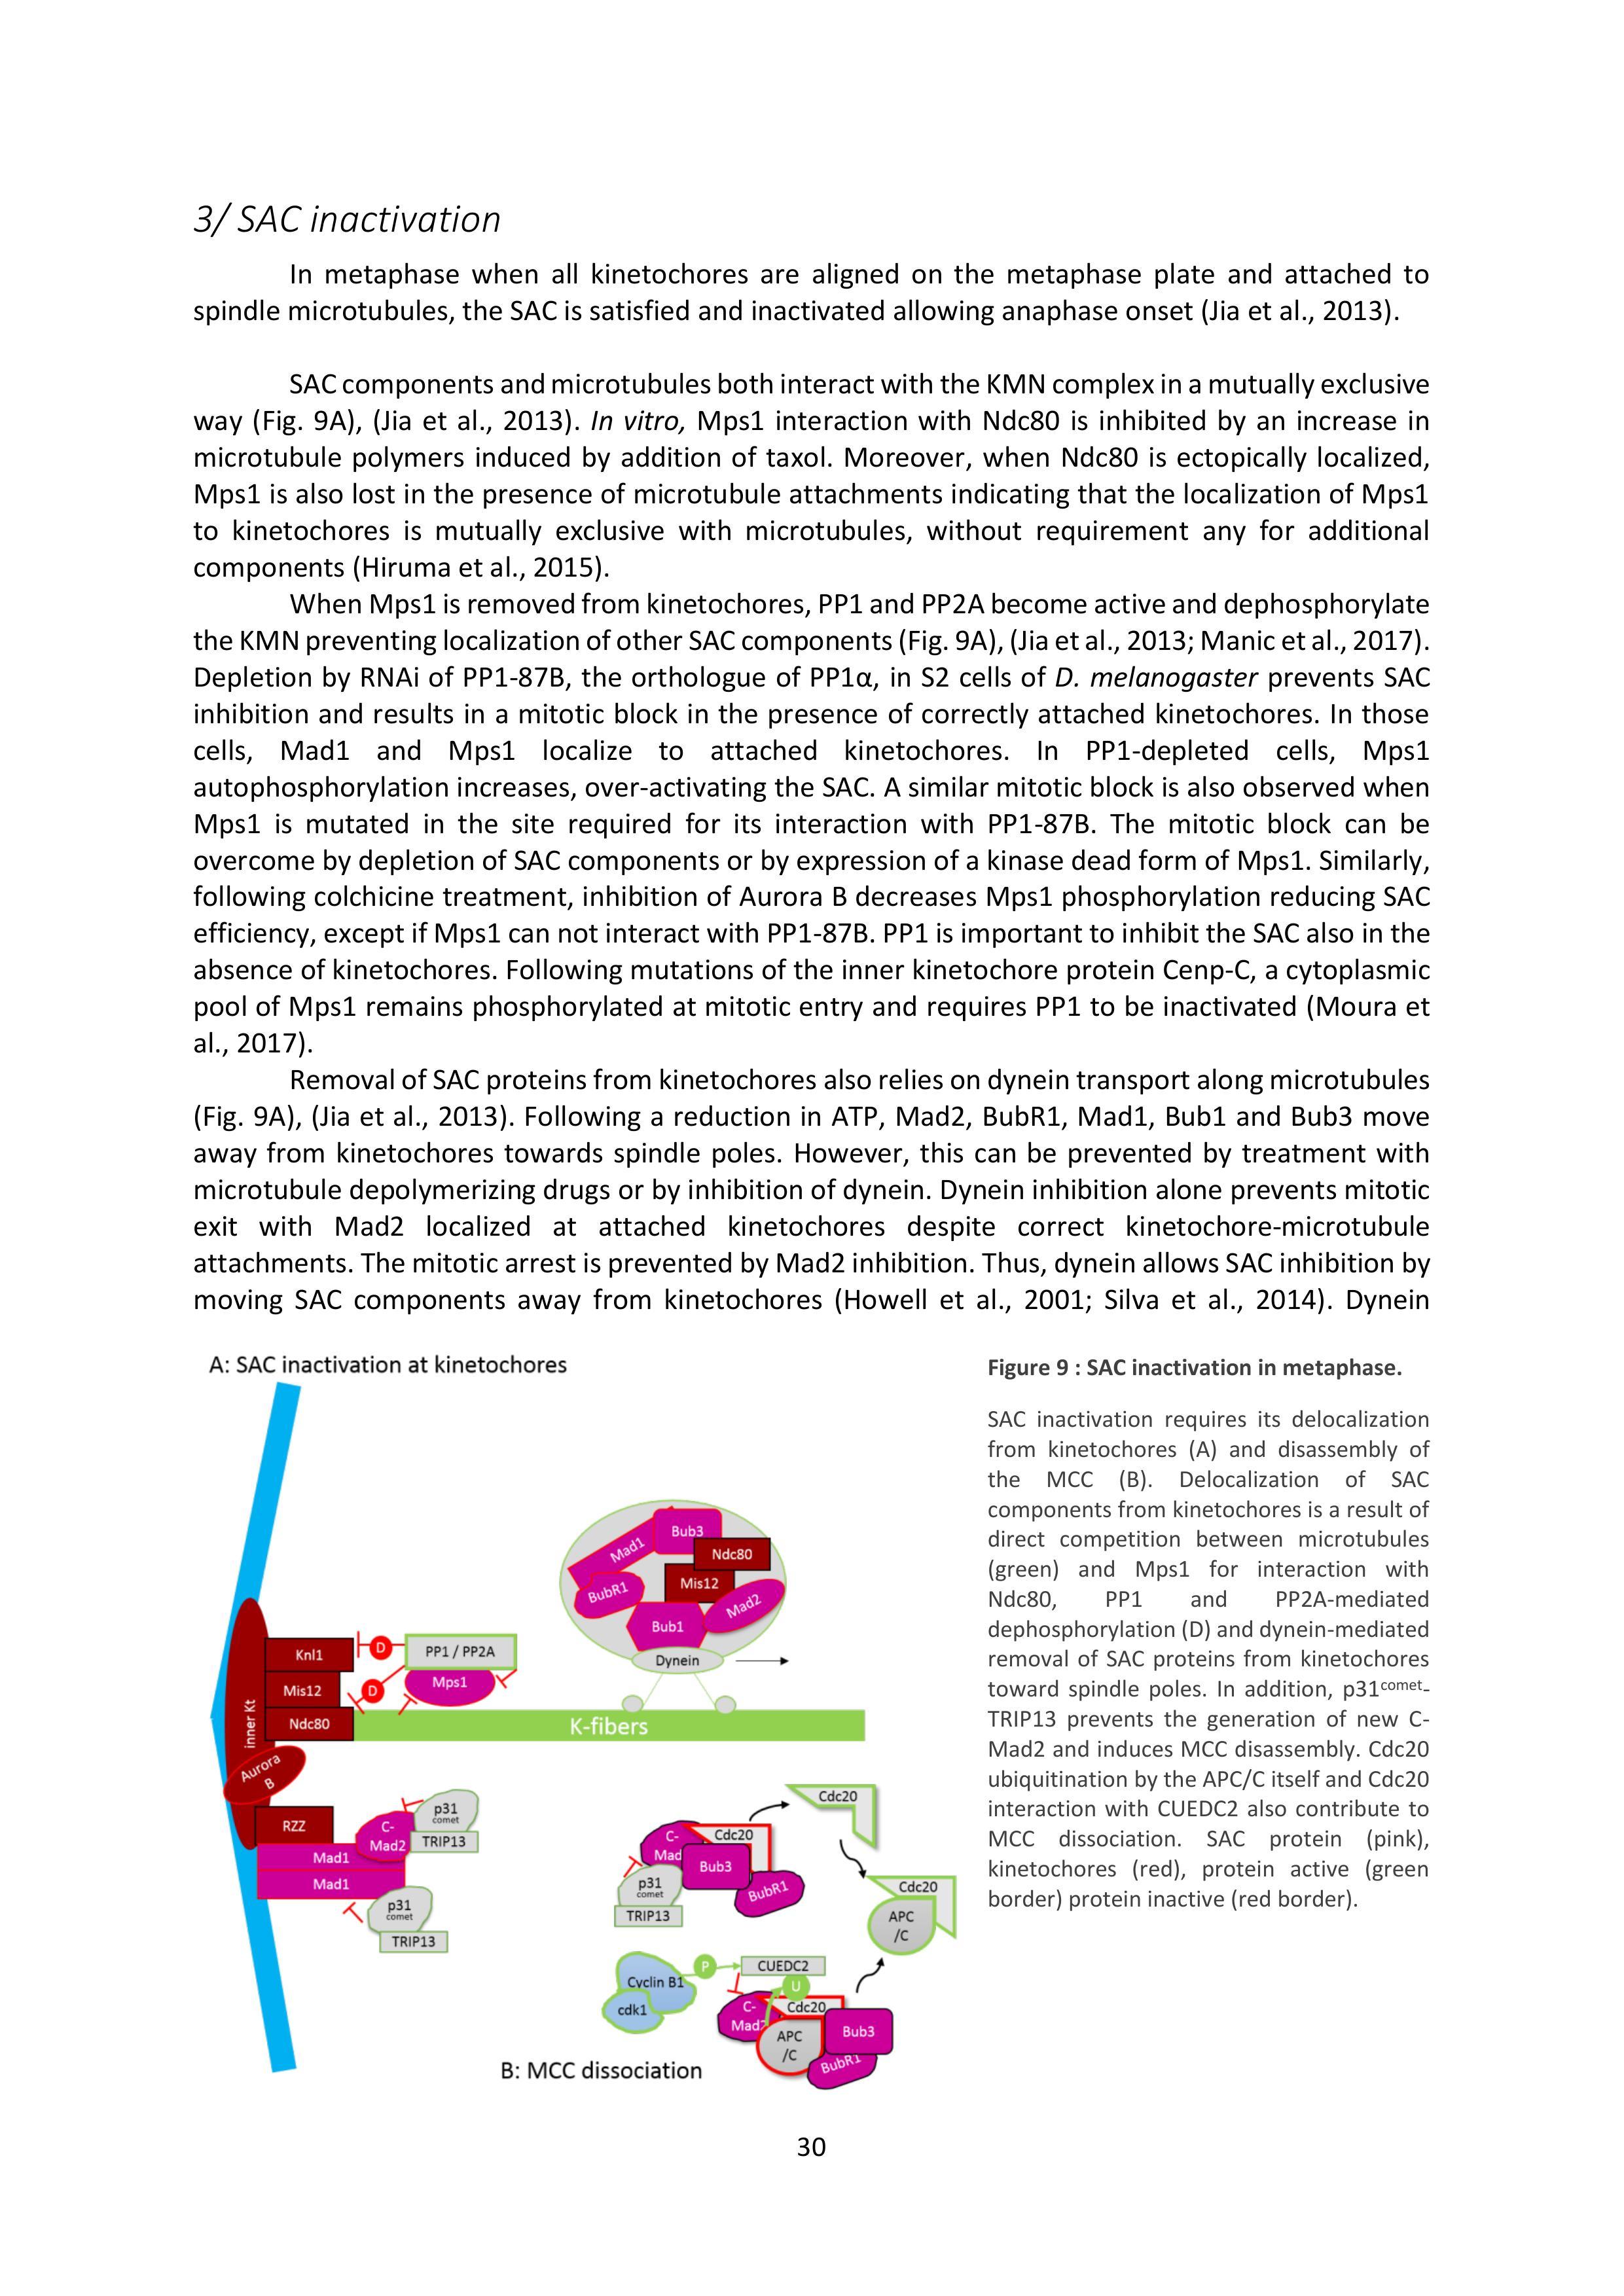 3/ SAC inactivation
In metaphase when all kinetochores are aligned on the metaphase plate and attached to
spindle microtubules, the SAC is satisfied and inactivated allowing anaphase onset (Jia et al., 2013).
SAC components and microtubules both interact with the KMN complex in a mutually exclusive
way (Fig. 9A), (Jia et al., 2013). In vitro, Mps1 interaction with Ndc80 is inhibited by an increase in
microtubule polymers induced by addition of taxol. Moreover, when Ndc80 is ectopically localized,
Mps1 is also lost in the presence of microtubule attachments indicating that the localization of Mps1
to kinetochores is mutually exclusive with microtubules, without requirement any for additional
components (Hiruma et al., 2015).
When Mps1 is removed from kinetochores, PP1 and PP2A become active and dephosphorylate
the KMN preventing localization of other SAC components (Fig. 9A), (Jia et al., 2013; Manic et al., 2017).
Depletion by RNAi of PP1-87B, the orthologue of PP1α, in S2 cells of D. melanogaster prevents SAC
inhibition and results in a mitotic block in the presence of correctly attached kinetochores. In those
cells, Mad1 and Mps1 localize to attached kinetochores. In PP1-depleted cells, Mps1
autophosphorylation increases, over-activating the SAC. A similar mitotic block is also observed when
Mps1 is mutated in the site required for its interaction with PP1-87B. The mitotic block can be
overcome by depletion of SAC components or by expression of a kinase dead form of Mps1. Similarly,
following colchicine treatment, inhibition of Aurora B decreases Mps1 phosphorylation reducing SAC
efficiency, except if Mps1 can not interact with PP1-87B. PP1 is important to inhibit the SAC also in the
absence of kinetochores. Following mutations of the inner kinetochore protein Cenp-C, a cytoplasmic
pool of Mps1 remains phosphorylated at mitotic entry and requires PP1 to be inactivated (Moura et
al., 2017).
Removal of SAC proteins from kinetochores also relies on dynein transport along microtubules
(Fig. 9A), (Jia et al., 2013). Following a reduction in ATP, Mad2, BubR1, Mad1, Bub1 and Bub3 move
away from kinetochores towards spindle poles. However, this can be prevented by treatment with
microtubule depolymerizing drugs or by inhibition of dynein. Dynein inhibition alone prevents mitotic
exit with Mad2 localized at attached kinetochores despite correct kinetochore-microtubule
attachments. The mitotic arrest is prevented by Mad2 inhibition. Thus, dynein allows SAC inhibition by
moving SAC components away from kinetochores (Howell et al., 2001; Silva et al., 2014). Dynein
A: SAC inactivation at kinetochores
Bub3
Mad1
Ndc80
Mis12
BubR1
Mad2
Bub1
Dynein
Knl1
D
PP1 / PP2A
Mis12
D
Mps1
Ndc80
K-fibers
inner Kt
Aurora
B
RZZ
C-
Mad2
p31
comet
TRIP13
Mad1
Mad1
p31
comet
TRIP13
Cdc20
C-
Mad
Cdc20
Bub3
p31
comet
BubR1
TRIP13
Cdc20
APC
/C
Cyclin B1
cdk1
P
CUEDC2
U
C-
Mad2
Cdc20
APC
/C
Bub3
BubR1
B: MCC dissociation
Figure 9 : SAC inactivation in metaphase.
SAC inactivation requires its delocalization
from kinetochores (A) and disassembly of
the MCC (B). Delocalization of SAC
components from kinetochores is a result of
direct competition between microtubules
(green) and Mps1 for interaction with
Ndc80, PP1 and PP2A-mediated
dephosphorylation (D) and dynein-mediated
removal of SAC proteins from kinetochores
toward spindle poles. In addition, p31comet-
TRIP13 prevents the generation of new C-
Mad2 and induces MCC disassembly. Cdc20
ubiquitination by the APC/C itself and Cdc20
interaction with CUEDC2 also contribute to
MCC dissociation. SAC protein (pink),
kinetochores (red), protein active (green
border) protein inactive (red border).
30